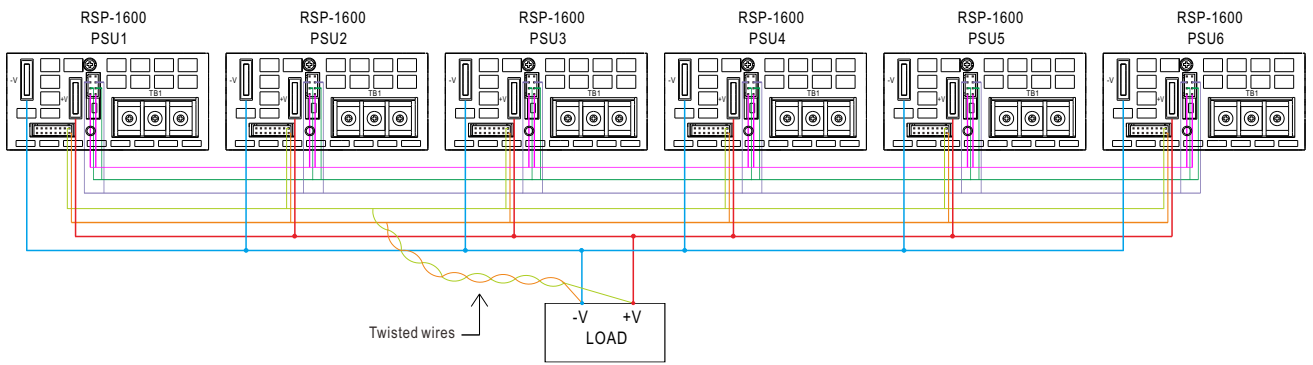 RSP-1600 RSP-1600 RSP-1600 RSP-1600 RSP-1600 RSP-1600
PSU1 PSU2 PSU3 PSU4 PSU5 PSU6
-V +V TB1 -V +V TB1 -V +V TB1 -V +V TB1 -V +V TB1 -V +V TB1
-V +V
Twisted wires LOAD